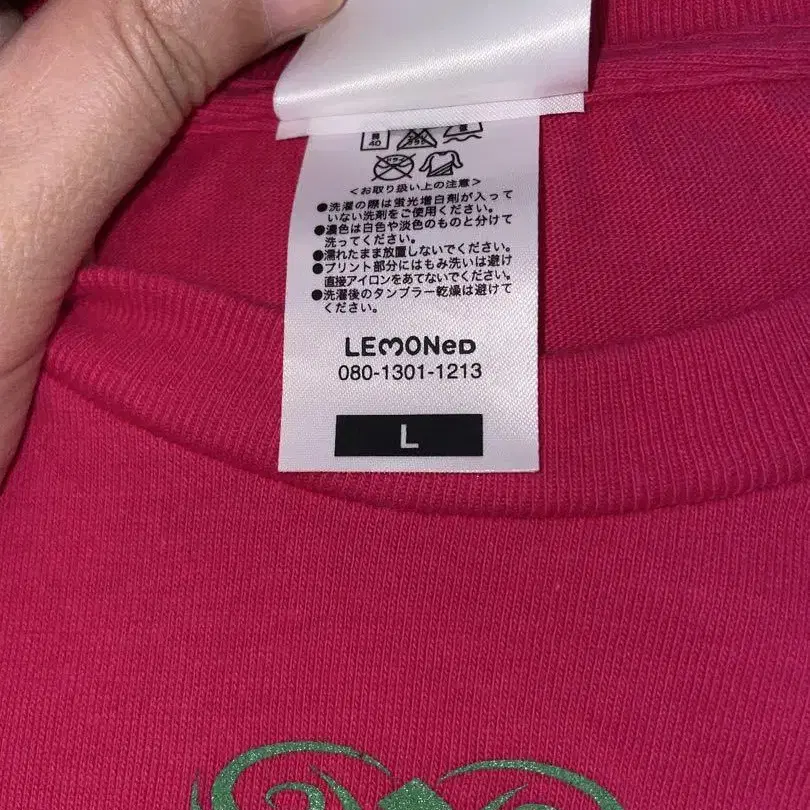 40
<お取り扱い上の注意>
●洗濯の際は蛍光増白剤が入って
いない洗剤をご使用ください。
●濃色は白色や淡色のものと分けて
洗ってください。
●濡れたまま放置しないでください。
●プリント部分にはもみ洗いは避け
直接アイロンをあてないでください。
●洗濯後のタンブラー乾燥は避けて
ください。
LEMONeD
080-1301-1213
L